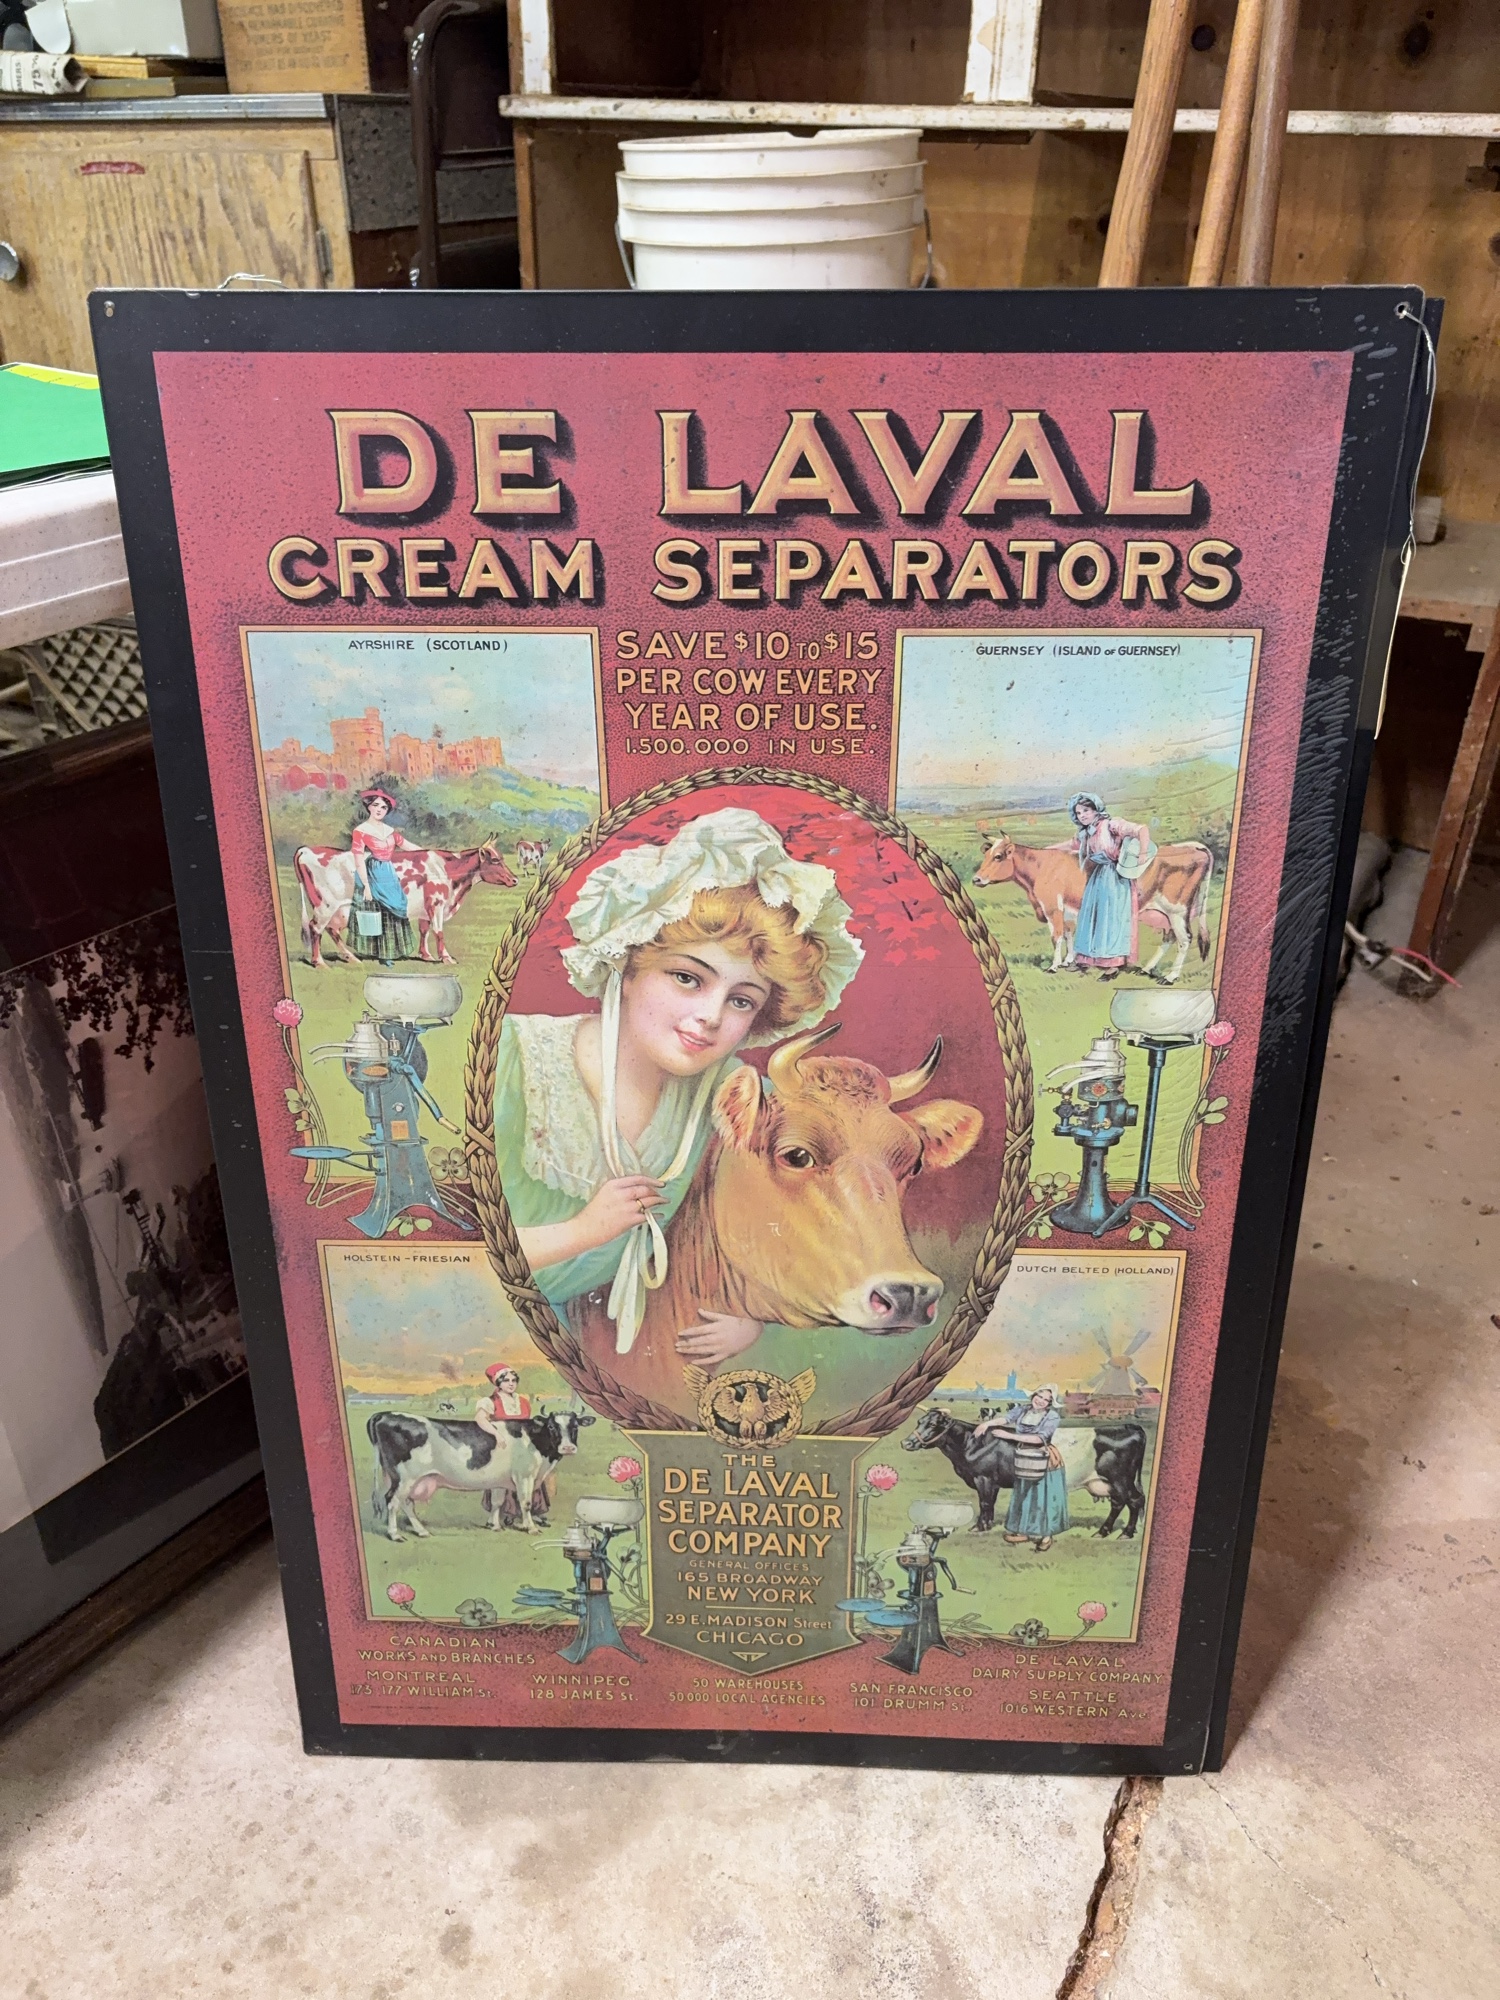 DE LAVAL
CREAM SEPARATORS
AYRSHIRE (SCOTLAND)
SAVE $10 TO $15
PER COW EVERY
YEAR OF USE.
1.500.000 IN USE.
GUERNSEY (ISLAND OF GUERNSEY)
HOLSTEIN-FRIESIAN
DUTCH BELTED (HOLLAND)
THE
DE LAVAL
SEPARATOR
COMPANY
GENERAL OFFICES
165 BROADWAY
NEW YORK
29 E. MADISON Street
CHICAGO
CANADIAN
WORKS AND BRANCHES
MONTREAL
173.177 WILLIAM St.
WINNIPEG
128 JAMES St.
50 WAREHOUSES
50000 LOCAL AGENCIES
SAN FRANCISCO
101 DRUMM St.
DE LAVAL
DAIRY SUPPLY COMPANY
SEATTLE
1016 WESTERN Ave